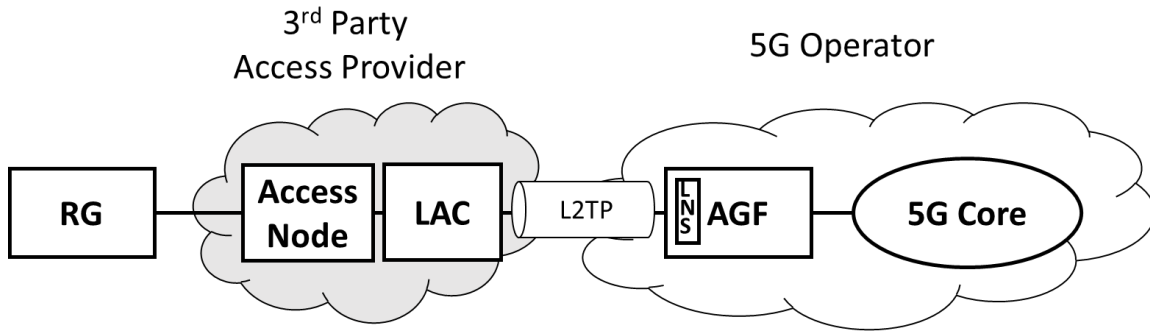 3rd Party
Access Provider
5G Operator
RG
Access
Node
LAC
L2TP
LNS
AGF
5G Core